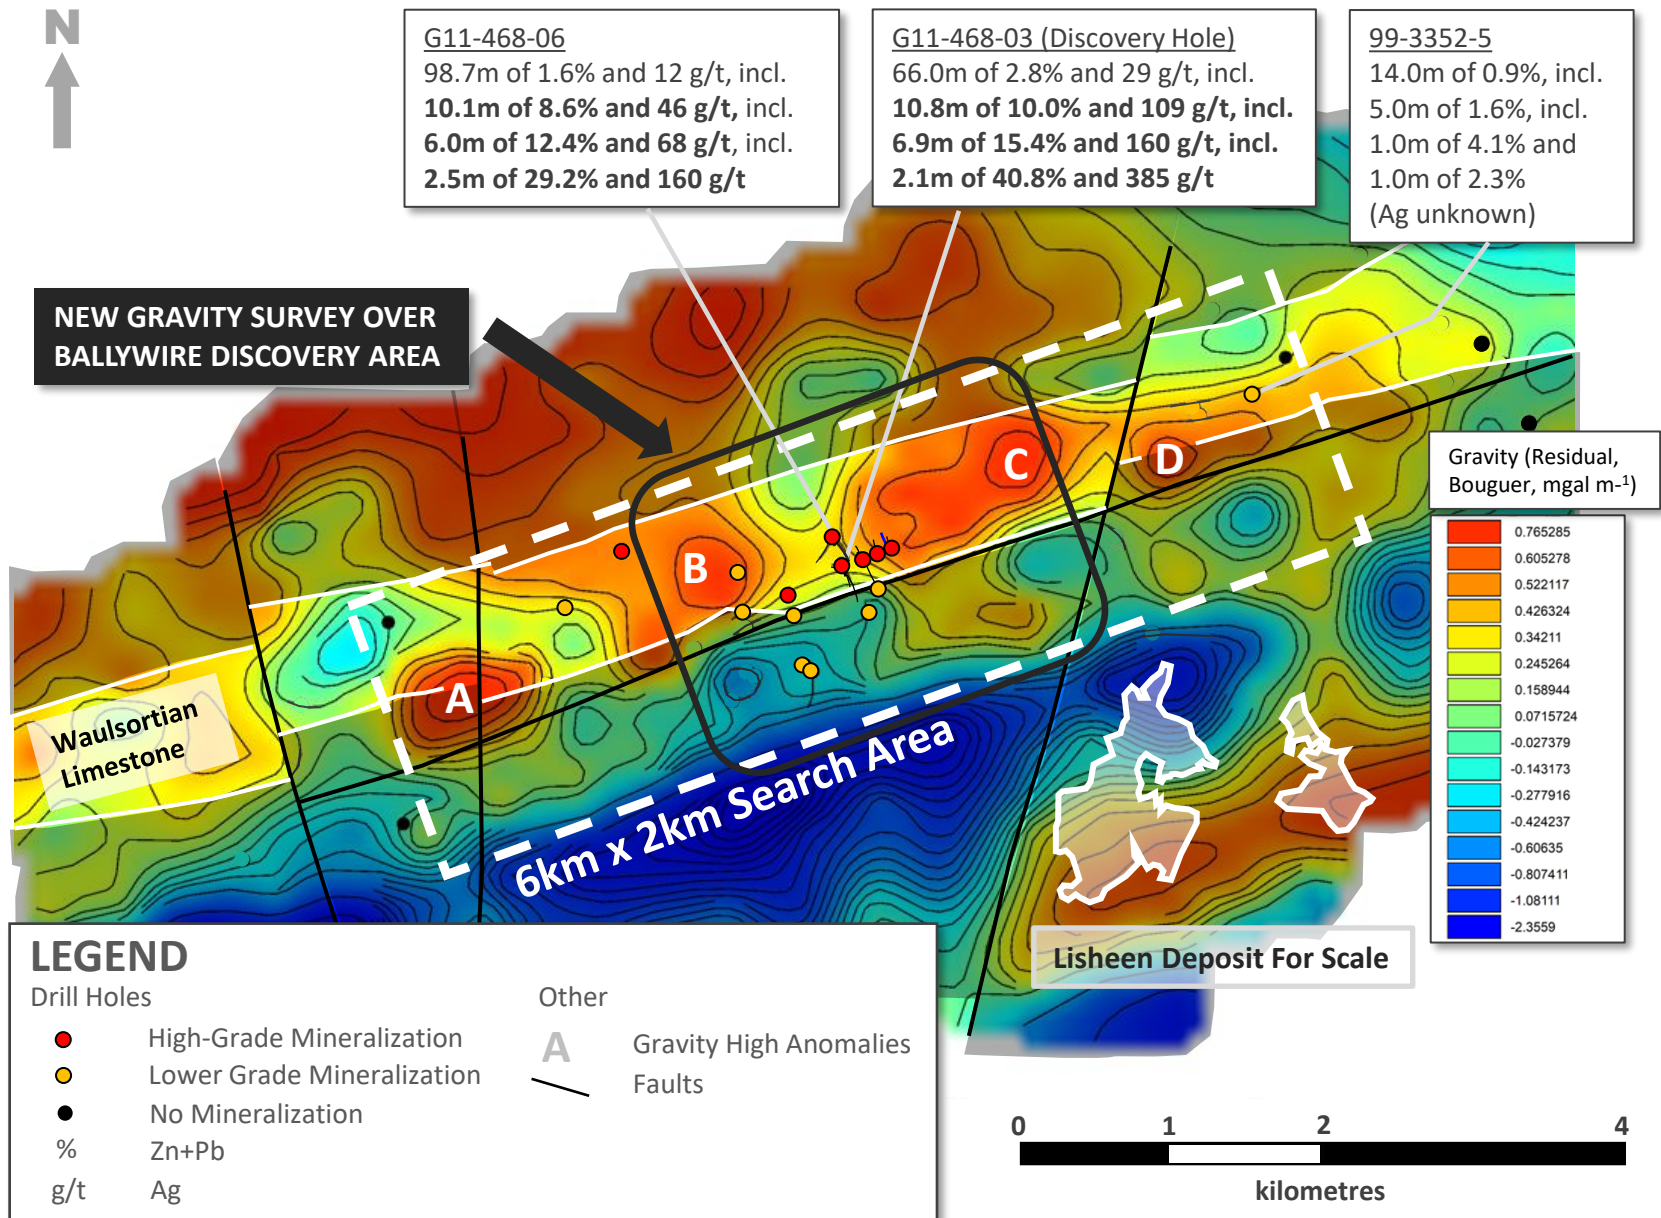 N
G11-468-06
98.7m of 1.6% and 12 g/t, incl.
10.1m of 8.6% and 46 g/t, incl.
6.0m of 12.4% and 68 g/t, incl.
2.5m of 29.2% and 160 g/t
G11-468-03 (Discovery Hole)
66.0m of 2.8% and 29 g/t, incl.
10.8m of 10.0% and 109 g/t, incl.
6.9m of 15.4% and 160 g/t, incl.
2.1m of 40.8% and 385 g/t
99-3352-5
14.0m of 0.9%, incl.
5.0m of 1.6%, incl.
1.0m of 4.1% and
1.0m of 2.3%
(Ag unknown)
NEW GRAVITY SURVEY OVER
BALLYWIRE DISCOVERY AREA
A
B
C
D
Waulsortian
Limestone
6km x 2km Search Area
Gravity (Residual,
Bouguer, mgal m-1)
0.765285
0.605278
0.522117
0.426324
0.34211
0.245264
0.158944
0.0715724
-0.027379
-0.143173
-0.277916
-0.424237
-0.60635
-0.807411
-1.08111
-2.3559
Lisheen Deposit For Scale
LEGEND
Drill Holes
High-Grade Mineralization
Lower Grade Mineralization
No Mineralization
% Zn+Pb
g/t Ag
Other
A Gravity High Anomalies
Faults
0 1 2 4
kilometres